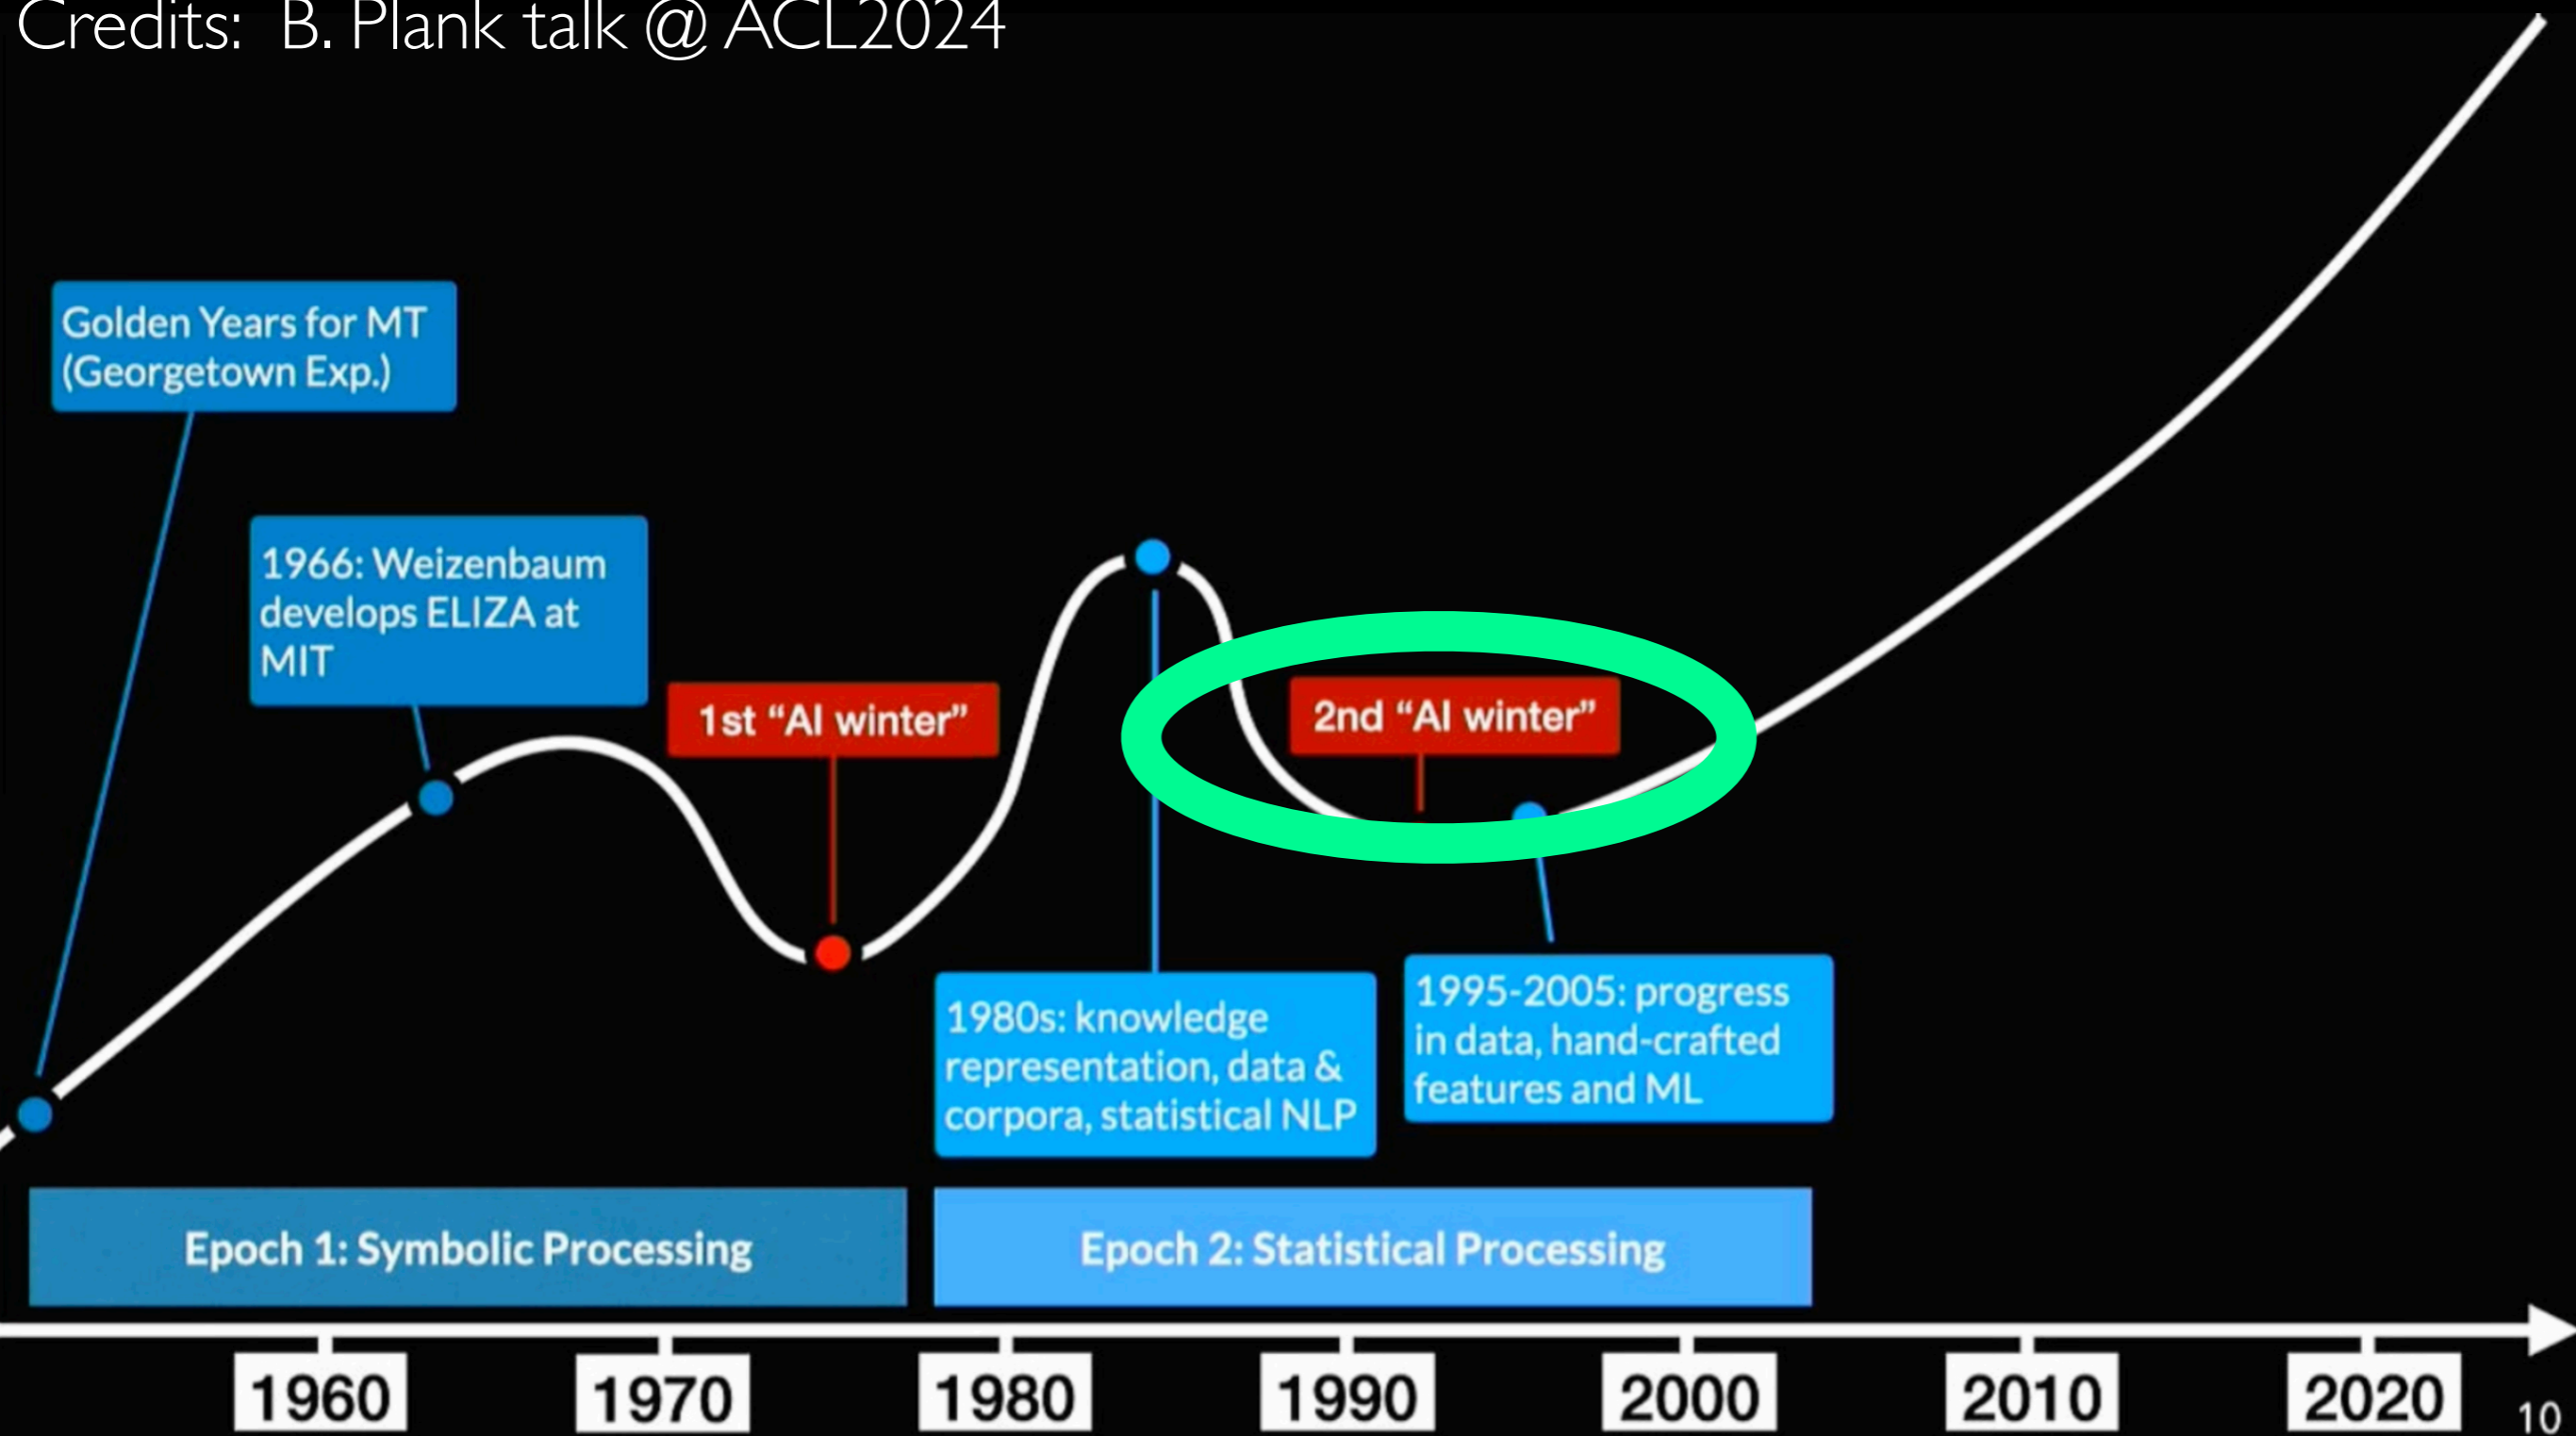 Credits: B. Plank talk @ ACL2024
Golden Years for MT
(Georgetown Exp.)
1966: Weizenbaum
develops ELIZA at
MIT
1st “AI winter”
2nd “AI winter”
1980s: knowledge
representation, data &
corpora, statistical NLP
1995-2005: progress
in data, hand-crafted
features and ML
Epoch 1: Symbolic Processing
Epoch 2: Statistical Processing
1960
1970
1980
1990
2000
2010
2020
10